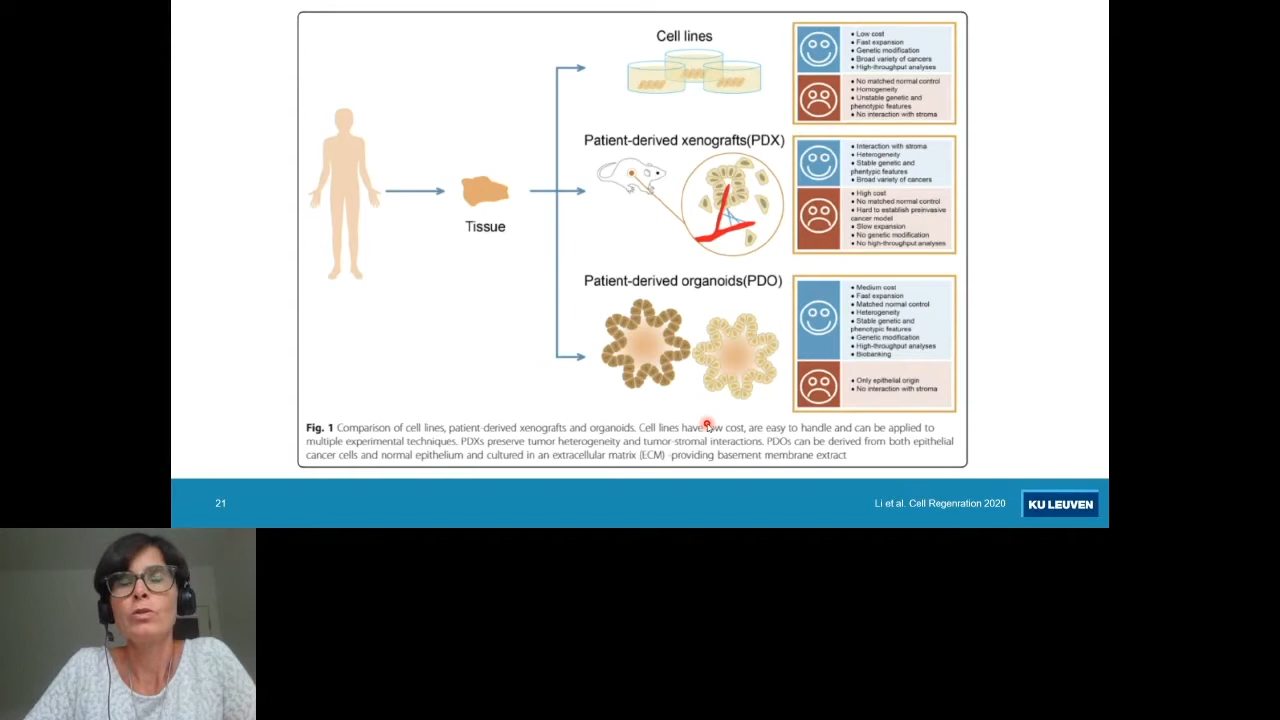 Cell lines
• Low cost
• Fast expansion
• Genetic modification
• Broad variety of cancers
• High-throughput analyses
• No matched normal control
• Homogeneity
• Unstable genetic and
phenotypic features
• No interaction with stroma
Tissue
Patient-derived xenografts(PDX)
• Interaction with stroma
• Heterogeneity
• Stable genetic and
phentypic features
• Broad variety of cancers
• High cost
• No matched normal control
• Hard to establish preinvasive
cancer model
• Slow expansion
• No genetic modification
• No high-throughput analyses
Patient-derived organoids(PDO)
• Medium cost
• Fast expansion
• Matched normal control
• Heterogeneity
• Stable genetic and
phenotypic features
• Genetic modification
• High-throughput analyses
• Biobanking
• Only epithelial origin
• No interaction with stroma
Fig. 1 Comparison of cell lines, patient-derived xenografts and organoids. Cell lines have low cost, are easy to handle and can be applied to
multiple experimental techniques. PDXs preserve tumor heterogeneity and tumor-stromal interactions. PDOs can be derived from both epithelial
cancer cells and normal epithelium and cultured in an extracellular matrix (ECM) -providing basement membrane extract
21
Li et al. Cell Regenration 2020
KU LEUVEN